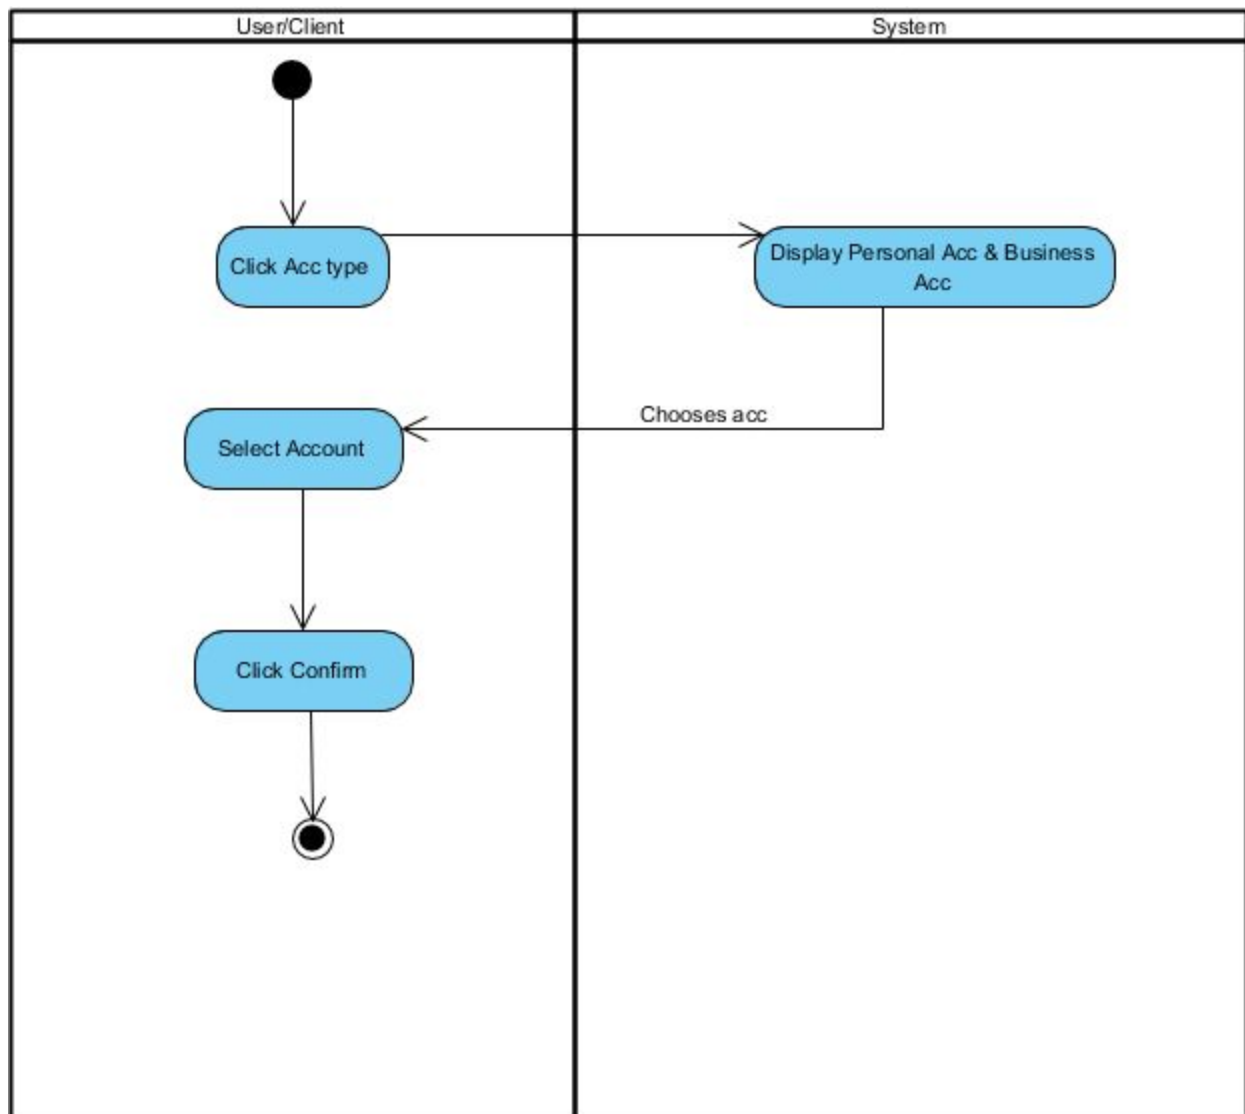 User/Client
System
Click Acc type
Display Personal Acc & Business
Acc
Chooses acc
Select Account
Click Confirm